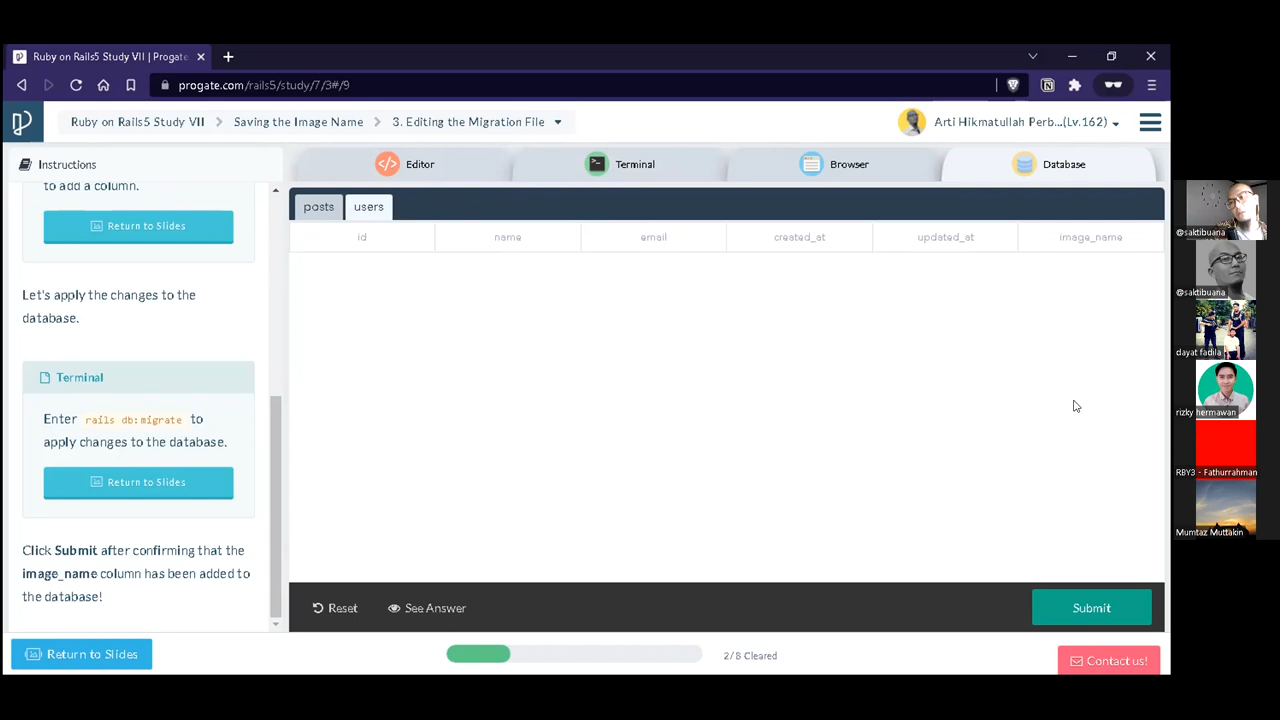 Ruby on Rails5 Study VII | Progate
progate.com/rails5/study/7/3#/9
Ruby on Rails5 Study VII
Saving the Image Name
3. Editing the Migration File
Arti Hikmatullah Perb...(Lv.162)
Instructions
Editor
Terminal
Browser
Database
to add a column.
Return to Slides
Let's apply the changes to the
database.
Terminal
Enter rails db:migrate to
apply changes to the database.
Return to Slides
Click Submit after confirming that the
image_name column has been added to
the database!
posts
users
id
name
email
created_at
updated_at
image_name
Reset
See Answer
Submit
Return to Slides
2/8 Cleared
Contact us!
@saktibuana
@saktibuana
dayat fadila
rizky hermawan
RBY3 - Fathurrahman
Mumtaz Muttakin